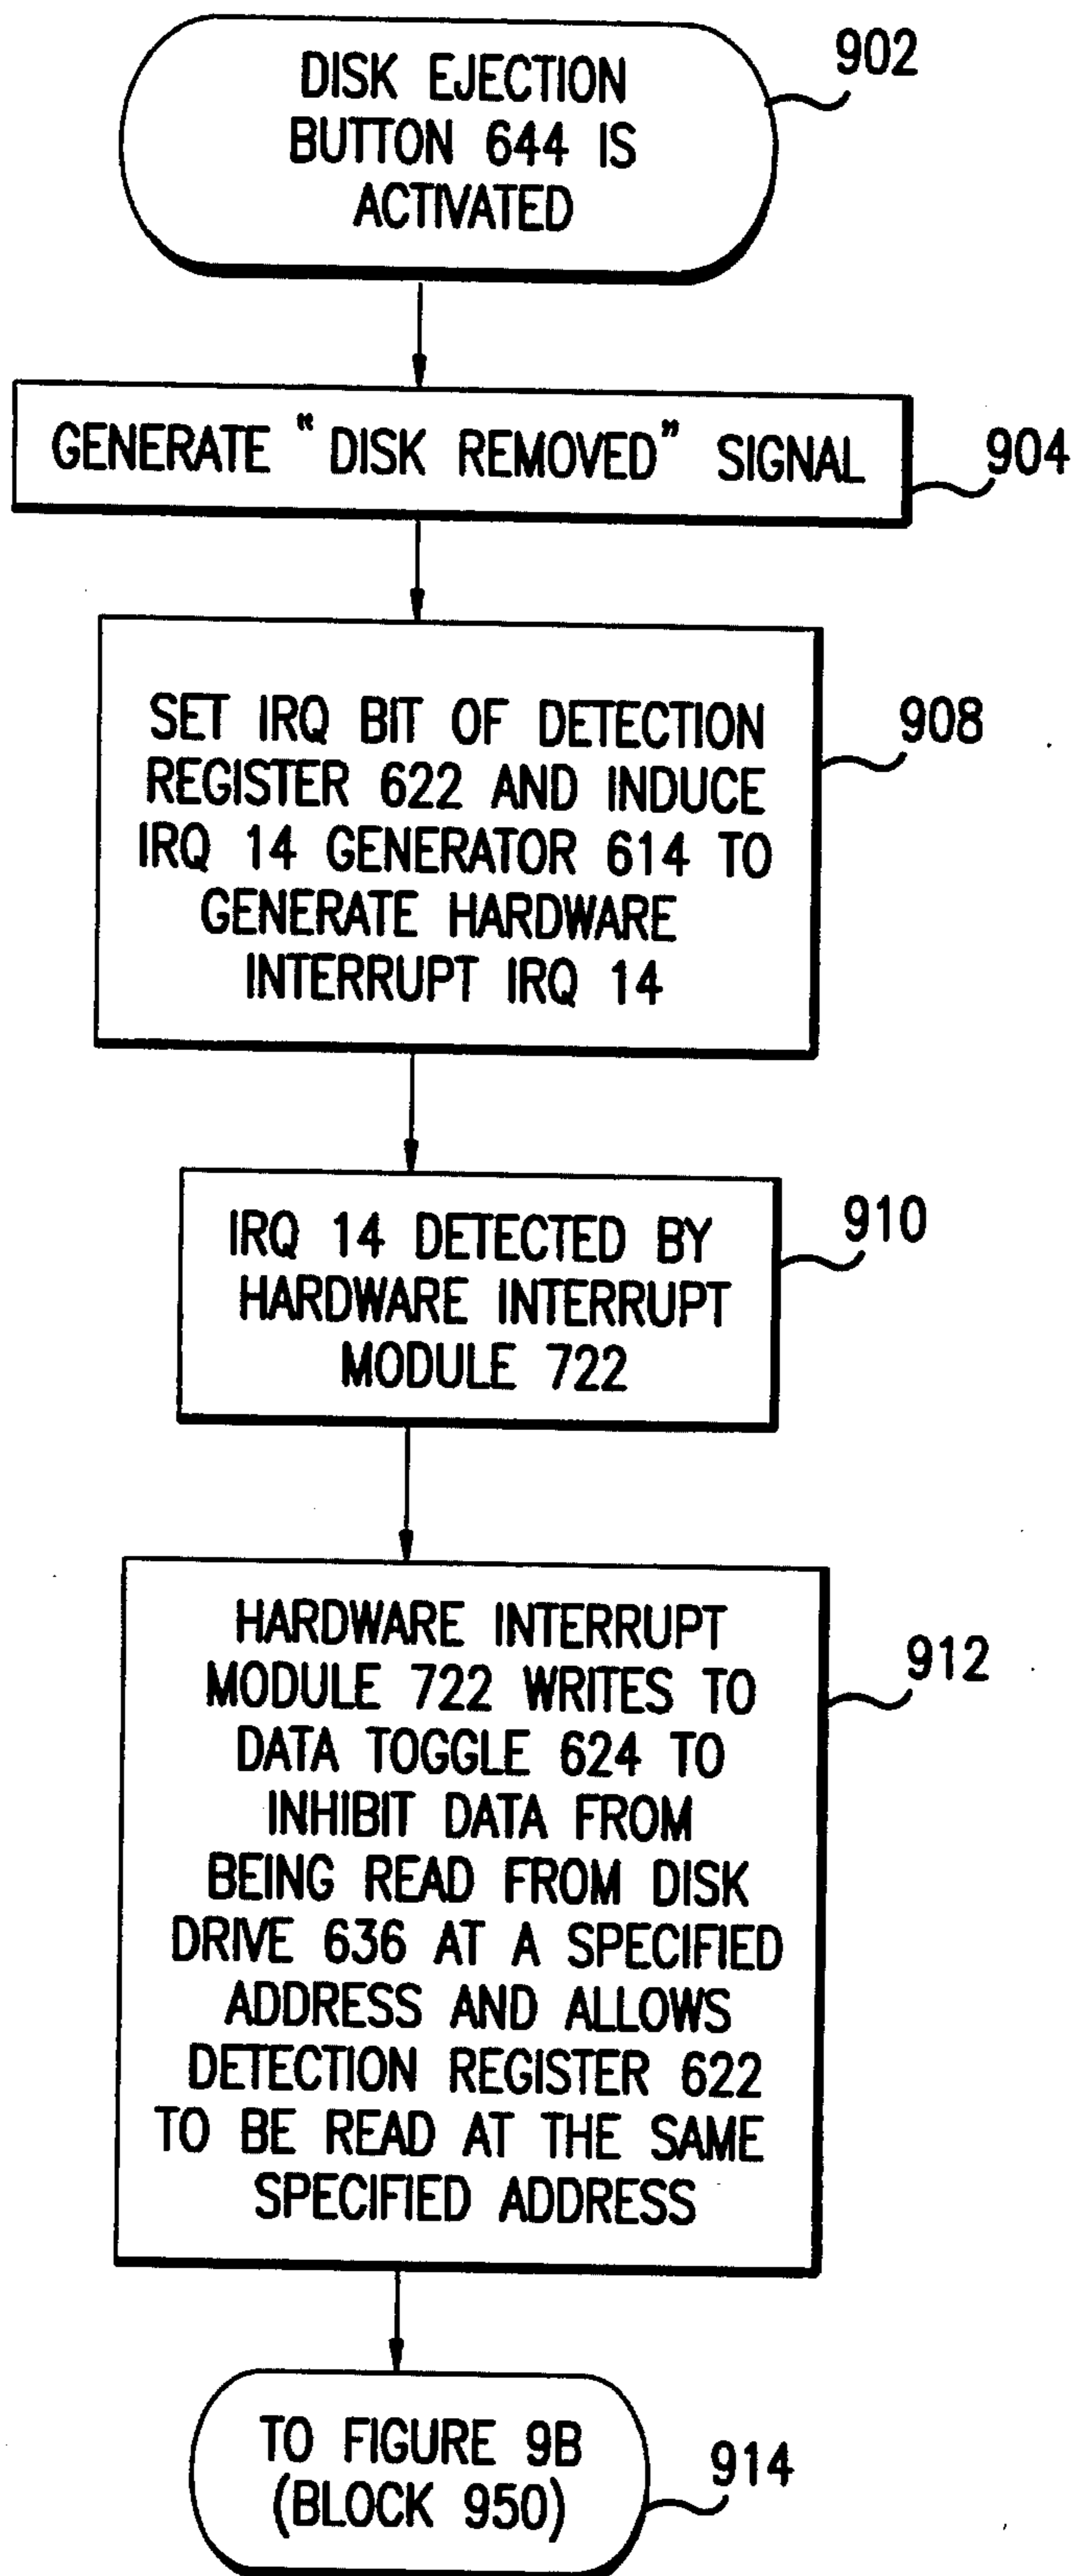 DISK EJECTION
BUTTON 644 IS
ACTIVATED
902
GENERATE "DISK REMOVED" SIGNAL
904
SET IRQ BIT OF DETECTION
REGISTER 622 AND INDUCE
IRQ 14 GENERATOR 614 TO
GENERATE HARDWARE
INTERRUPT IRQ 14
908
IRQ 14 DETECTED BY
HARDWARE INTERRUPT
MODULE 722
910
HARDWARE INTERRUPT
MODULE 722 WRITES TO
DATA TOGGLE 624 TO
INHIBIT DATA FROM
BEING READ FROM DISK
DRIVE 636 AT A SPECIFIED
ADDRESS AND ALLOWS
DETECTION REGISTER 622
TO BE READ AT THE SAME
SPECIFIED ADDRESS
912
TO FIGURE 9B
(BLOCK 950)
914